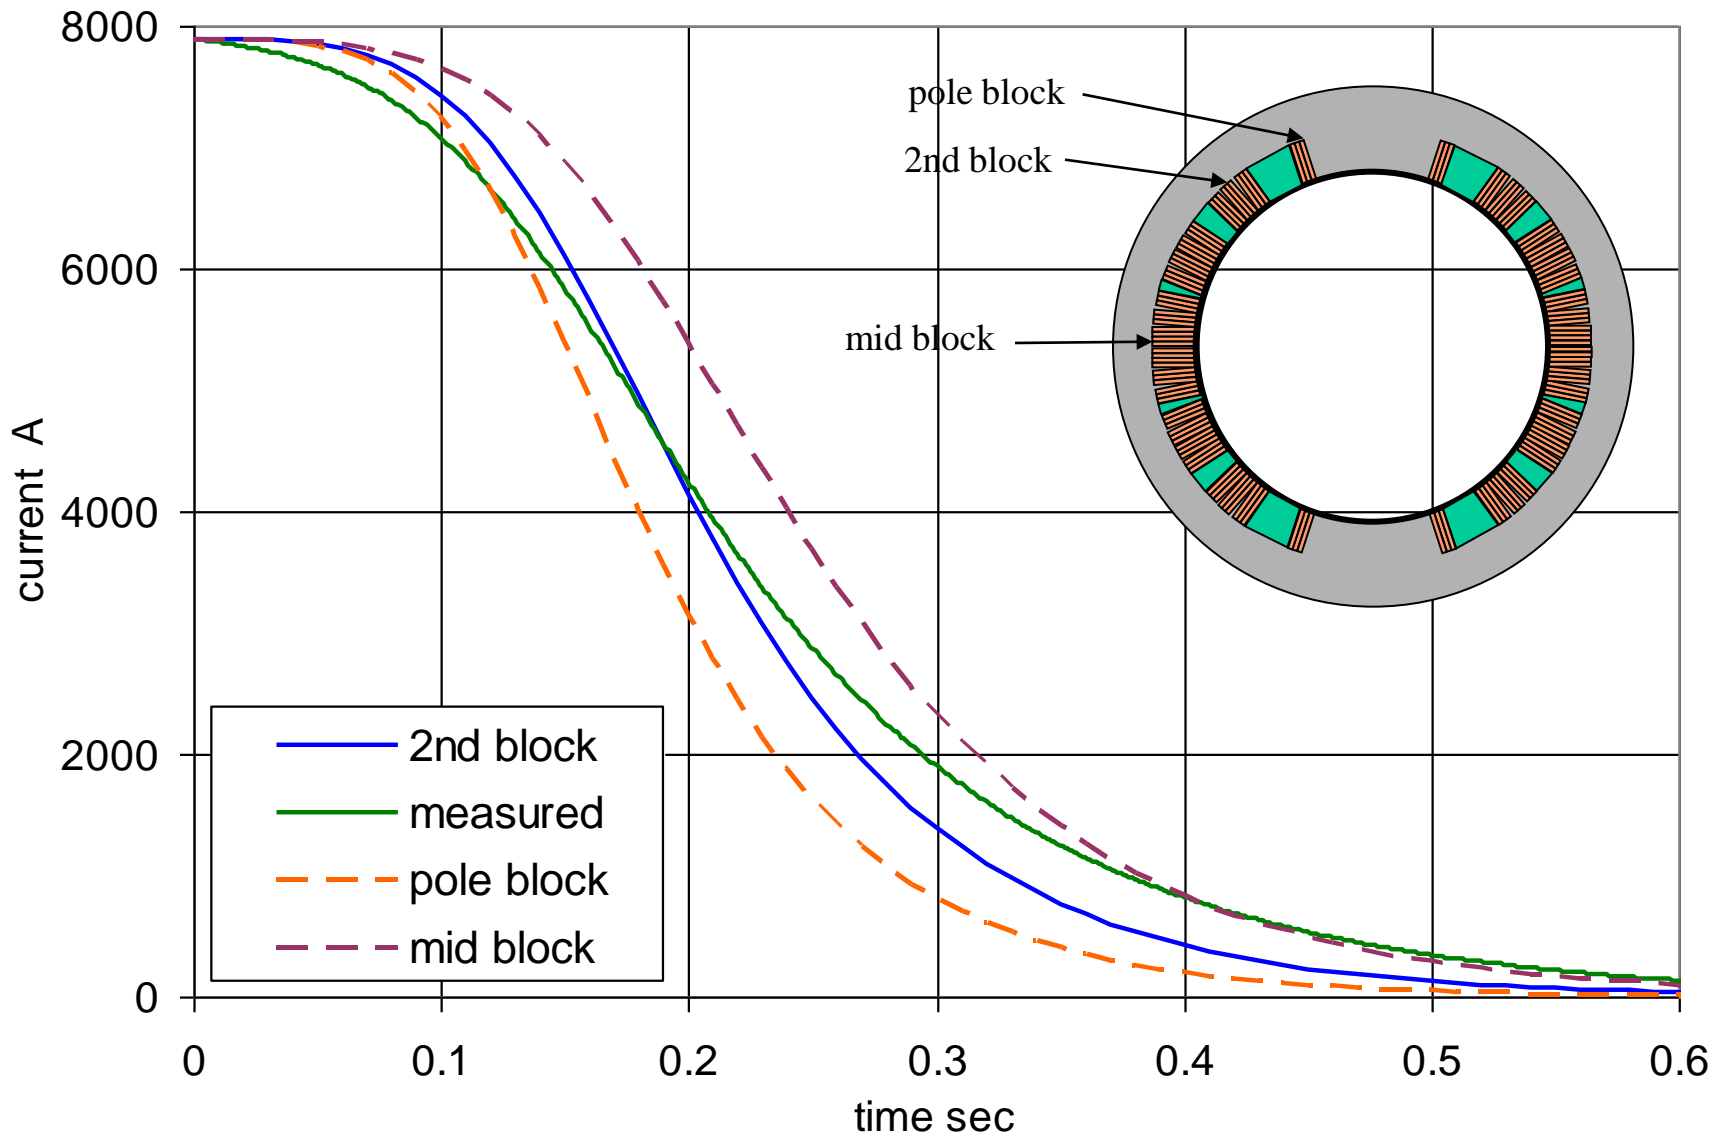 8000
6000
4000
2000
0
current A
pole block
2nd block
mid block
2nd block
measured
pole block
mid block
0
0.1
0.2
0.3
0.4
0.5
0.6
time sec